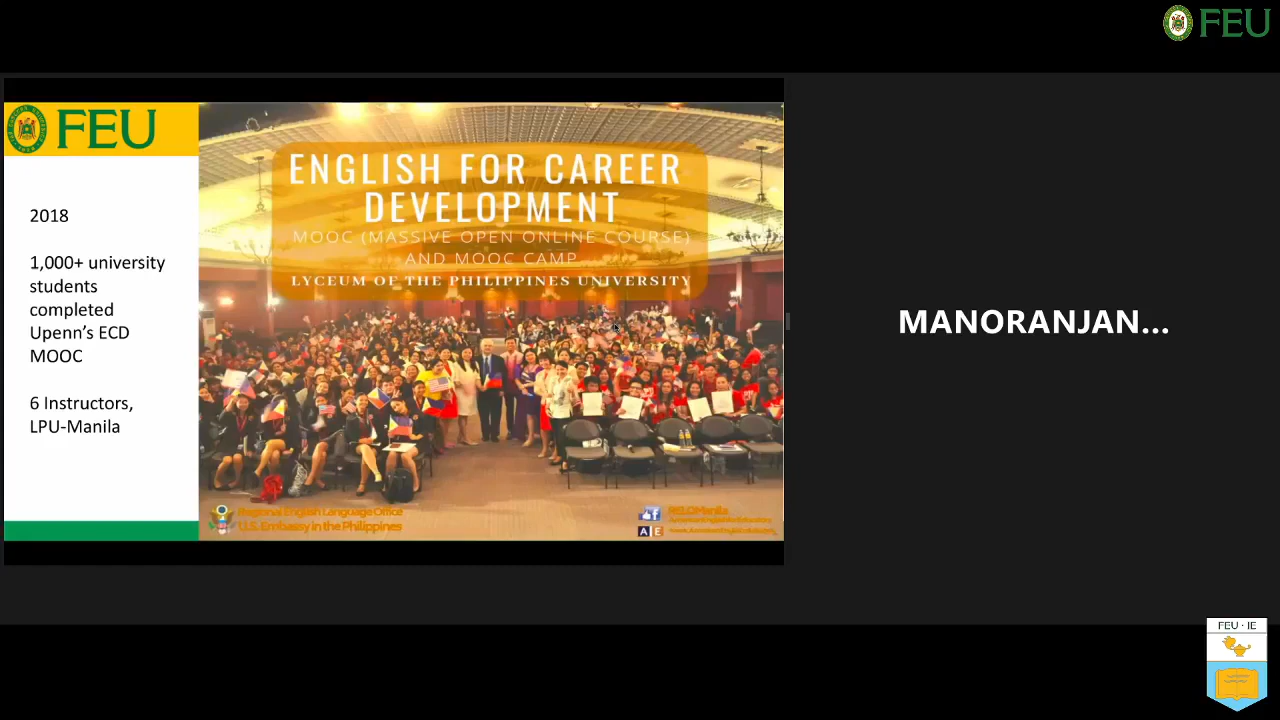 FEU
FEU
2018
1,000+ university
students
completed
Upenn's ECD
MOOC
6 Instructors,
LPU-Manila
ENGLISH FOR CAREER
DEVELOPMENT
MOOC (MASSIVE OPEN ONLINE COURSE)
AND MOOC CAMP
LYCEUM OF THE PHILIPPINES UNIVERSITY
Regional English Language Office
U.S. Embassy in the Philippines
RELOManila
A E
MANORANJAN...
FEU · IE